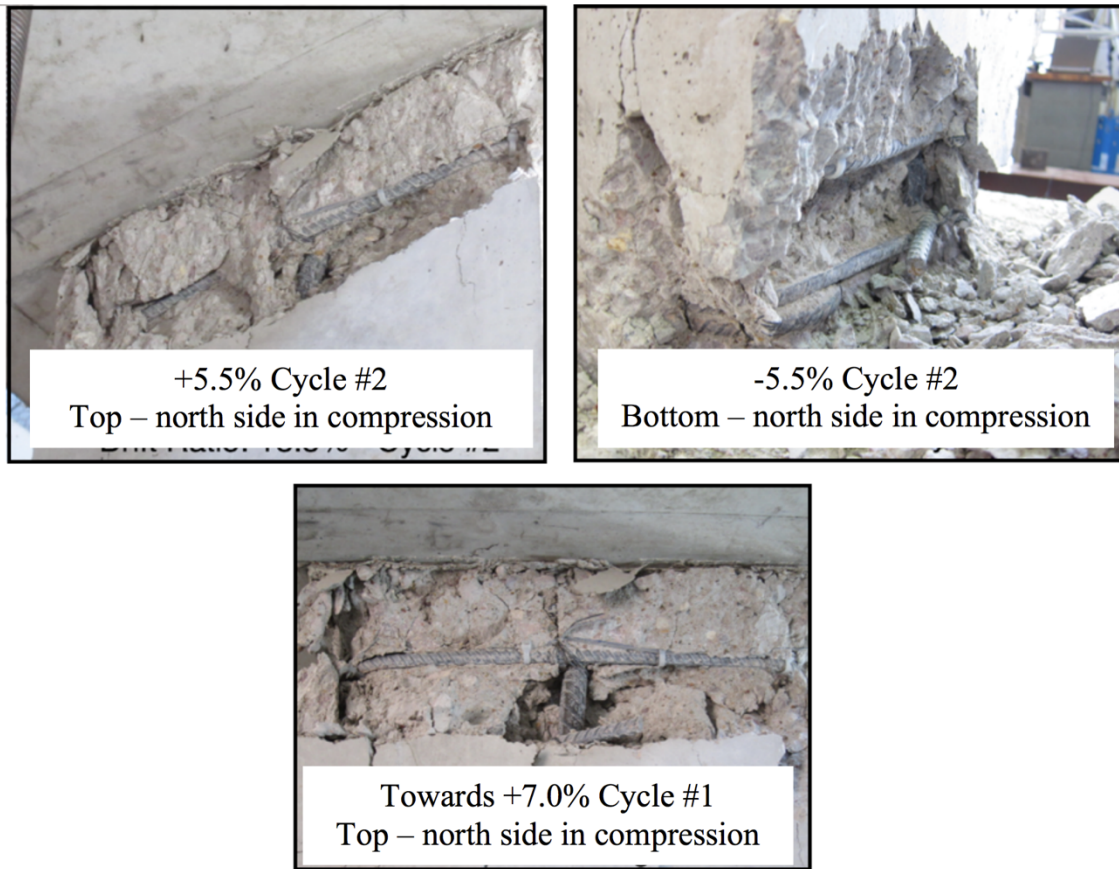 +5.5% Cycle #2
Top – north side in compression
-5.5% Cycle #2
Bottom – north side in compression
Towards +7.0% Cycle #1
Top – north side in compression